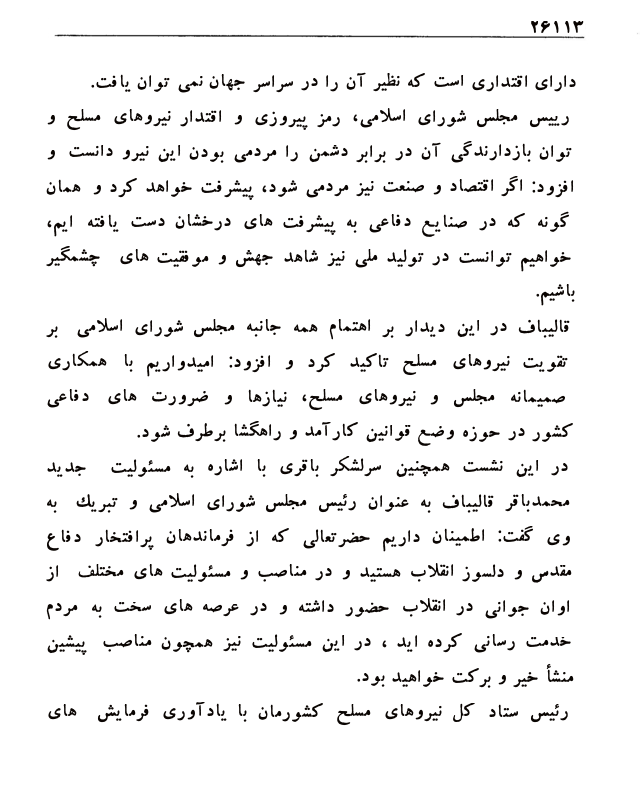 ۲۶۱۱۳
دارای اقتداری است که نظیر آن را در سراسر جهان نمی توان یافت.
رییس مجلس شورای اسلامی، رمز پیروزی و اقتدار نیروهای مسلح و
توان بازدارندگی آن در برابر دشمن را مردمی بودن این نیرو دانست و
افزود: اگر اقتصاد و صنعت نیز مردمی شود، پیشرفت خواهد کرد و همان
گونه که در صنایع دفاعی به پیشرفت های درخشان دست یافته ایم،
خواهیم توانست در تولید ملی نیز شاهد جهش و موفقیت های چشمگیر
باشیم.
قالیباف در این دیدار بر اهتمام همه جانبه مجلس شورای اسلامی بر
تقویت نیروهای مسلح تاکید کرد و افزود: امیدواریم با همکاری
صمیمانه مجلس و نیروهای مسلح، نیازها و ضرورت های دفاعی
کشور در حوزه وضع قوانین کارآمد و راهگشا برطرف شود.
در این نشست همچنین سرلشکر باقری با اشاره به مسئولیت جدید
محمدباقر قالیباف به عنوان رئیس مجلس شورای اسلامی و تبریك به
وی گفت: اطمینان داریم حضرتعالی که از فرماندهان پرافتخار دفاع
مقدس و دلسوز انقلاب هستید و در مناصب و مسئولیت های مختلف از
اوان جوانی در انقلاب حضور داشته و در عرصه های سخت به مردم
خدمت رسانی کرده اید ، در این مسئولیت نیز همچون مناصب پیشین
منشأ خیر و برکت خواهید بود.
رئیس ستاد کل نیروهای مسلح کشورمان با یادآوری فرمایش های